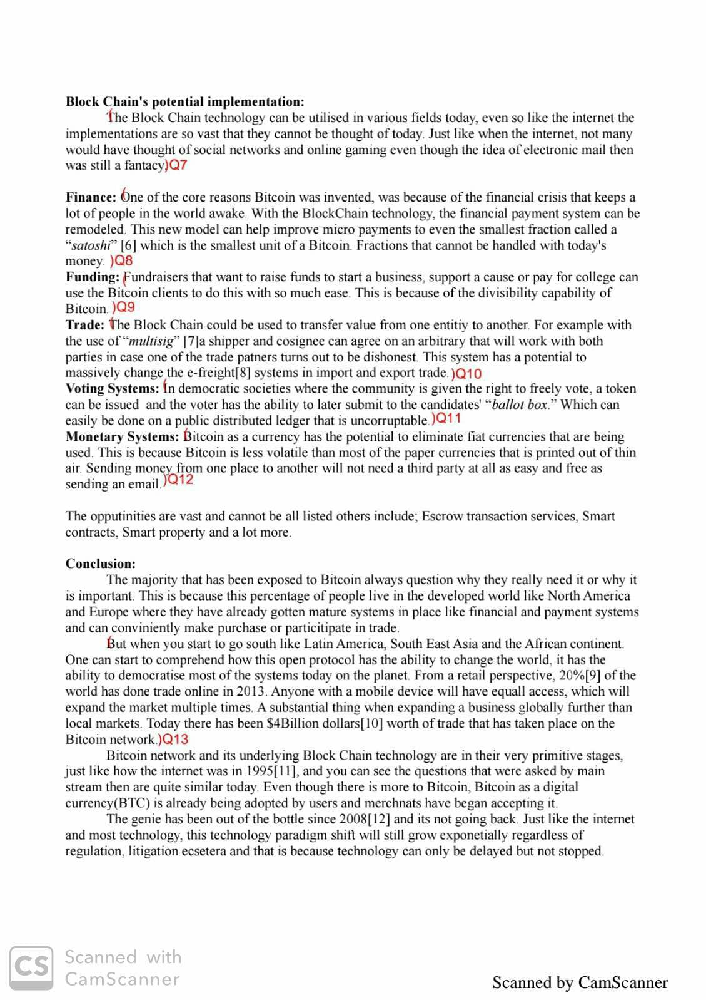 Block Chain's potential implementation:
(The Block Chain technology can be utilised in various fields today, even so like the internet the
implementations are so vast that they cannot be thought of today. Just like when the internet, not many
would have thought of social networks and online gaming even though the idea of electronic mail then
was still a fantacy)Q7
Finance: (One of the core reasons Bitcoin was invented, was because of the financial crisis that keeps a
lot of people in the world awake. With the BlockChain technology, the financial payment system can be
remodeled. This new model can help improve micro payments to even the smallest fraction called a
“satoshi” [6] which is the smallest unit of a Bitcoin. Fractions that cannot be handled with today's
money. )Q8
Funding: (Fundraisers that want to raise funds to start a business, support a cause or pay for college can
use the Bitcoin clients to do this with so much ease. This is because of the divisibility capability of
Bitcoin. )Q9
Trade: (The Block Chain could be used to transfer value from one entitiy to another. For example with
the use of “multisig” [7]a shipper and cosignee can agree on an arbitrary that will work with both
parties in case one of the trade patners turns out to be dishonest. This system has a potential to
massively change the e-freight[8] systems in import and export trade. )Q10
Voting Systems: (In democratic societies where the community is given the right to freely vote, a token
can be issued  and the voter has the ability to later submit to the candidates' “ballot box.” Which can
easily be done on a public distributed ledger that is uncorruptable.)Q11
Monetary Systems: (Bitcoin as a currency has the potential to eliminate fiat currencies that are being
used. This is because Bitcoin is less volatile than most of the paper currencies that is printed out of thin
air. Sending money from one place to another will not need a third party at all as easy and free as
sending an email.)Q12
The opputinities are vast and cannot be all listed others include; Escrow transaction services, Smart
contracts, Smart property and a lot more.
Conclusion:
The majority that has been exposed to Bitcoin always question why they really need it or why it
is important. This is because this percentage of people live in the developed world like North America
and Europe where they have already gotten mature systems in place like financial and payment systems
and can conviniently make purchase or particitipate in trade.
(But when you start to go south like Latin America, South East Asia and the African continent.
One can start to comprehend how this open protocol has the ability to change the world, it has the
ability to democratise most of the systems today on the planet. From a retail perspective, 20%[9] of the
world has done trade online in 2013. Anyone with a mobile device will have equall access, which will
expand the market multiple times. A substantial thing when expanding a business globally further than
local markets. Today there has been $4Billion dollars[10] worth of trade that has taken place on the
Bitcoin network.)Q13
Bitcoin network and its underlying Block Chain technology are in their very primitive stages,
just like how the internet was in 1995[11], and you can see the questions that were asked by main
stream then are quite similar today. Even though there is more to Bitcoin, Bitcoin as a digital
currency(BTC) is already being adopted by users and merchnats have began accepting it.
The genie has been out of the bottle since 2008[12] and its not going back. Just like the internet
and most technology, this technology paradigm shift will still grow exponetially regardless of
regulation, litigation ecsetera and that is because technology can only be delayed but not stopped.
CS Scanned with
CamScanner
Scanned by CamScanner